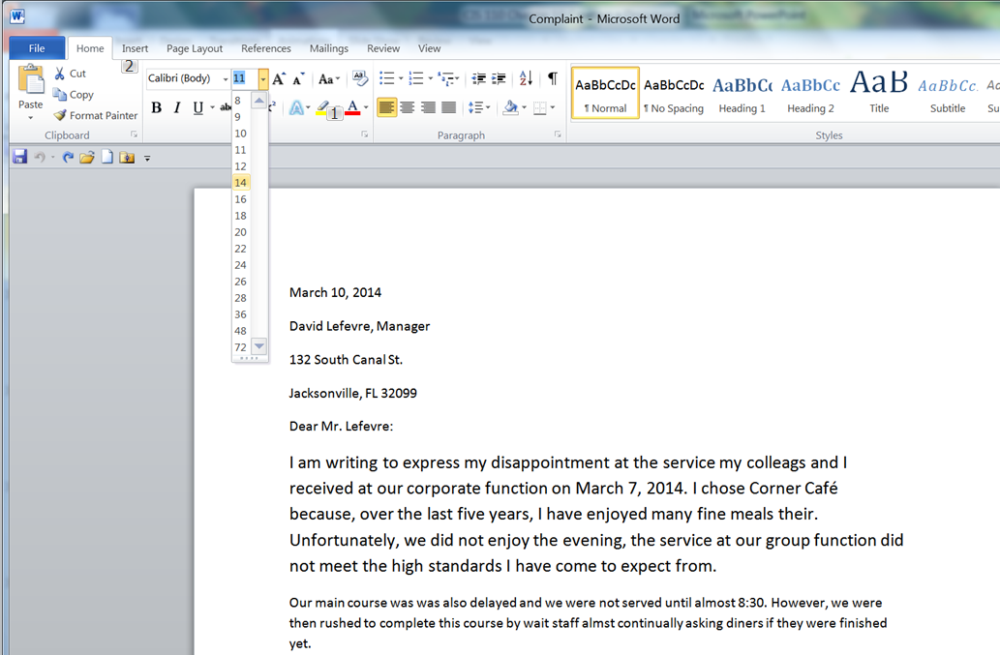 Complaint - Microsoft Word
File Home Insert Page Layout References Mailings Review View
2
Paste
Cut
Copy
Format Painter
Clipboard
Calibri (Body) 11
B I U abc
1
Paragraph
AaBbCcDc AaBbCcDc AaBbCc AaBbCc AaB AaBbCc.
¶ Normal ¶ No Spacing Heading 1 Heading 2 Title Subtitle Su
Styles
8
9
10
11
12
14
16
18
20
22
24
26
28
36
48
72
March 10, 2014
David Lefevre, Manager
132 South Canal St.
Jacksonville, FL 32099
Dear Mr. Lefevre:
I am writing to express my disappointment at the service my colleags and I
received at our corporate function on March 7, 2014. I chose Corner Café
because, over the last five years, I have enjoyed many fine meals their.
Unfortunately, we did not enjoy the evening, the service at our group function did
not meet the high standards I have come to expect from.
Our main course was was also delayed and we were not served until almost 8:30. However, we were
then rushed to complete this course by wait staff almst continually asking diners if they were finished
yet.